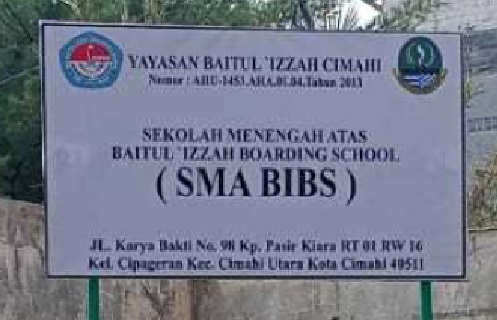 YAYASAN BAITUL `IZZAH CIMAHI
Nomor : AHU-1453.AHA.01.04.Tahun 2013
SEKOLAH MENENGAH ATAS
BAITUL `IZZAH BOARDING SCHOOL
( SMA BIBS )
JL. Karya Bakti No. 98 Kp. Pasir Kiara RT 01 RW 16
Kel. Cipageran Kec. Cimahi Utara Kota Cimahi 40511